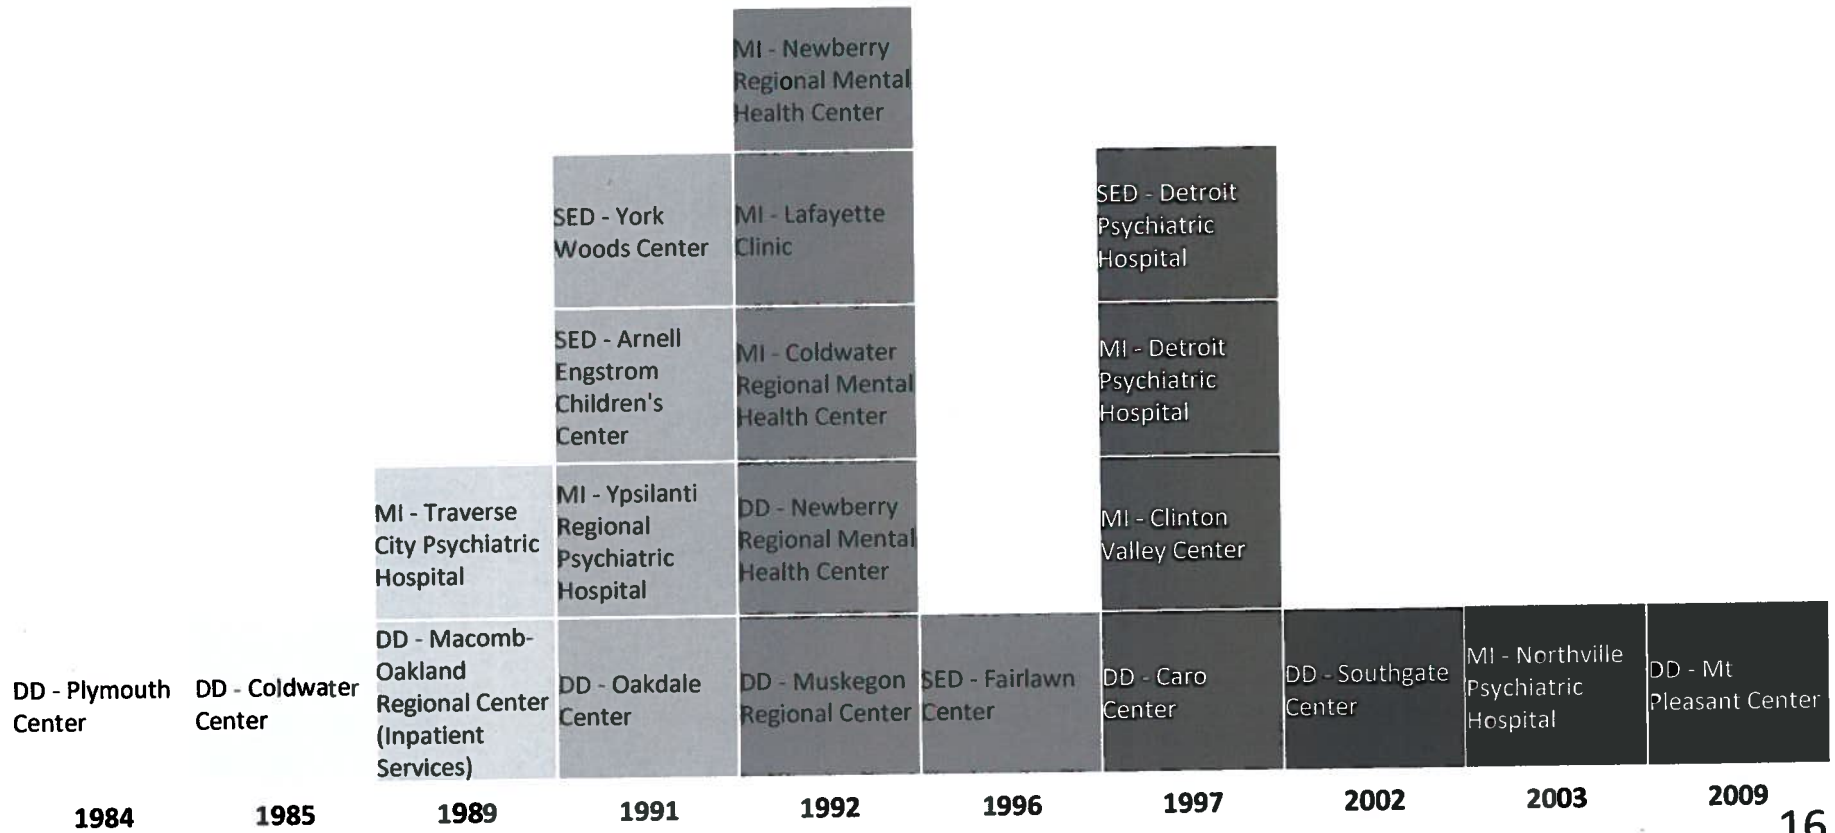 MI - Newberry
Regional Mental
Health Center
SED - York
Woods Center
MI - Lafayette
Clinic
SED - Detroit
Psychiatric
Hospital
SED - Arnell
Engstrom
Children's
Center
MI - Coldwater
Regional Mental
Health Center
MI - Detroit
Psychiatric
Hospital
MI - Traverse
City Psychiatric
Hospital
MI - Ypsilanti
Regional
Psychiatric
Hospital
DD - Newberry
Regional Mental
Health Center
MI - Clinton
Valley Center
DD - Plymouth
Center
DD - Coldwater
Center
DD - Macomb-
Oakland
Regional Center
(Inpatient
Services)
DD - Oakdale
Center
DD - Muskegon
Regional Center
SED - Fairlawn
Center
DD - Caro
Center
DD - Southgate
Center
MI - Northville
Psychiatric
Hospital
DD - Mt
Pleasant Center
1984
1985
1989
1991
1992
1996
1997
2002
2003
2009
16